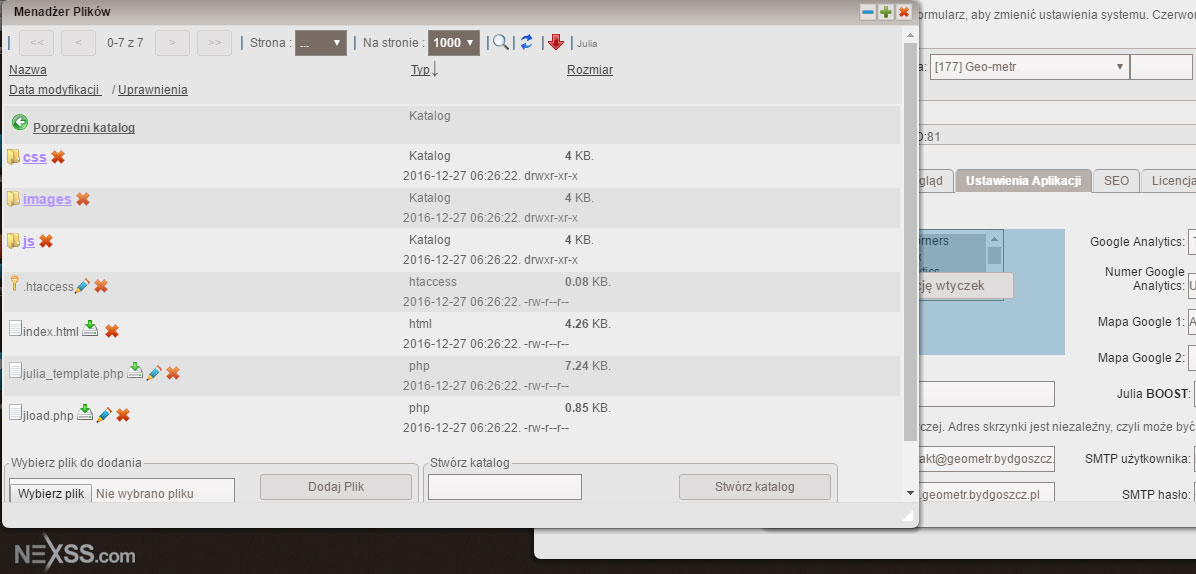 Menadżer Plików
<< < 0-7 z 7 > >> | Strona : ... | Na stronie : 1000 Julia
Nazwa Typ Rozmiar
Data modyfikacji / Uprawnienia
Poprzedni katalog Katalog
css Katalog 4 KB.
2016-12-27 06:26:22. drwxr-xr-x
images Katalog 4 KB.
2016-12-27 06:26:22. drwxr-xr-x
js Katalog 4 KB.
2016-12-27 06:26:22. drwxr-xr-x
.htaccess htaccess 0.08 KB.
2016-12-27 06:26:22. -rw-r--r--
index.html html 4.26 KB.
2016-12-27 06:26:22. -rw-r--r--
julia_template.php php 7.24 KB.
2016-12-27 06:26:22. -rw-r--r--
jload.php php 0.85 KB.
2016-12-27 06:26:22. -rw-r--r--
Wybierz plik do dodania
Wybierz plik Nie wybrano pliku Dodaj Plik
Stwórz katalog
Stwórz katalog
ormularz, aby zmienić ustawienia systemu. Czerwon
a: [177] Geo-metr
0:81
gląd Ustawienia Aplikacji SEO Licencja
orners
cję wtyczek
Google Analytics:
Numer Google
Analytics: U
Mapa Google 1: A
Mapa Google 2:
Julia BOOST:
yczej. Adres skrzynki jest niezależny, czyli może być
akt@geometr.bydgoszcz. SMTP użytkownika:
.geometr.bydgoszcz.pl SMTP hasło:
NEXSS.com